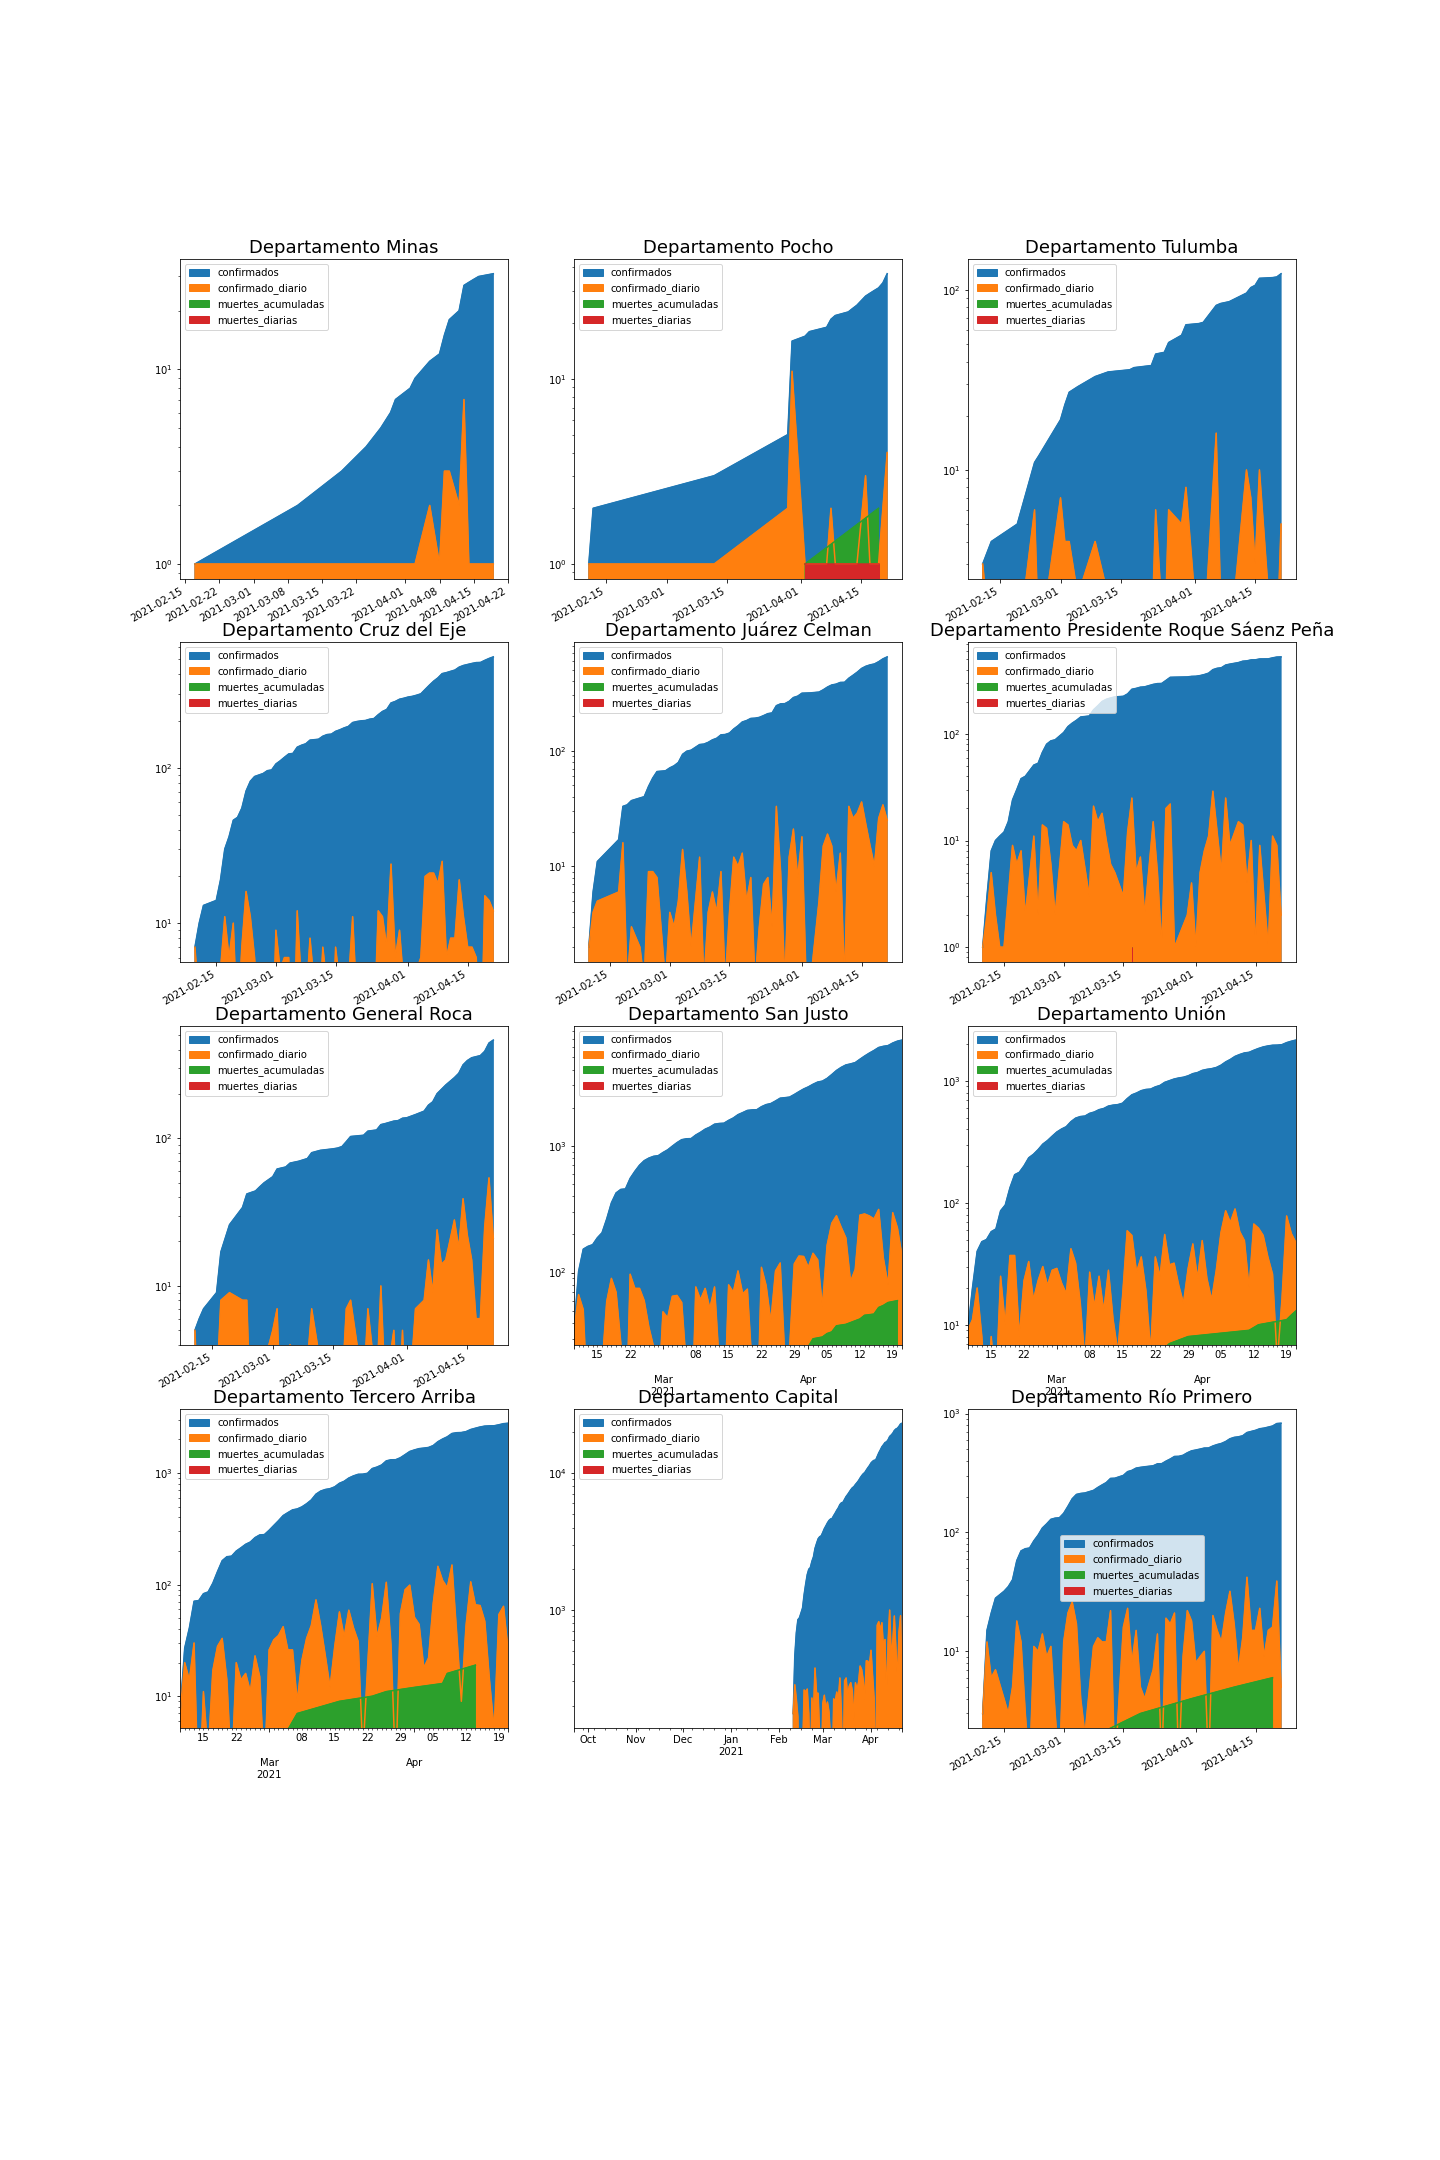 Departamento Minas
confirmados
confirmado_diario
muertes_acumuladas
muertes_diarias
10¹
10⁰
2021-02-15
2021-02-22
2021-03-01
2021-03-08
2021-03-15
2021-03-22
2021-04-01
2021-04-08
2021-04-15
2021-04-22
Departamento Pocho
confirmados
confirmado_diario
muertes_acumuladas
muertes_diarias
10¹
10⁰
2021-02-15
2021-03-01
2021-03-15
2021-04-01
2021-04-15
Departamento Tulumba
confirmados
confirmado_diario
muertes_acumuladas
muertes_diarias
10²
10¹
2021-02-15
2021-03-01
2021-03-15
2021-04-01
2021-04-15
Departamento Cruz del Eje
confirmados
confirmado_diario
muertes_acumuladas
muertes_diarias
10²
10¹
2021-02-15
2021-03-01
2021-03-15
2021-04-01
2021-04-15
Departamento Juárez Celman
confirmados
confirmado_diario
muertes_acumuladas
muertes_diarias
10²
10¹
2021-02-15
2021-03-01
2021-03-15
2021-04-01
2021-04-15
Departamento Presidente Roque Sáenz Peña
confirmados
confirmado_diario
muertes_acumuladas
muertes_diarias
10²
10¹
10⁰
2021-02-15
2021-03-01
2021-03-15
2021-04-01
2021-04-15
Departamento General Roca
confirmados
confirmado_diario
muertes_acumuladas
muertes_diarias
10²
10¹
2021-02-15
2021-03-01
2021-03-15
2021-04-01
2021-04-15
Departamento San Justo
confirmados
confirmado_diario
muertes_acumuladas
muertes_diarias
10³
10²
15 22 08 15 22 29 05 12 19
Mar Apr
2021
Departamento Unión
confirmados
confirmado_diario
muertes_acumuladas
muertes_diarias
10³
10²
10¹
15 22 08 15 22 29 05 12 19
Mar Apr
2021
Departamento Tercero Arriba
confirmados
confirmado_diario
muertes_acumuladas
muertes_diarias
10³
10²
10¹
15 22 08 15 22 29 05 12 19
Mar Apr
2021
Departamento Capital
confirmados
confirmado_diario
muertes_acumuladas
muertes_diarias
10⁴
10³
Oct Nov Dec Jan Feb Mar Apr
2021
Departamento Río Primero
10³
10²
10¹
confirmados
confirmado_diario
muertes_acumuladas
muertes_diarias
2021-02-15
2021-03-01
2021-03-15
2021-04-01
2021-04-15